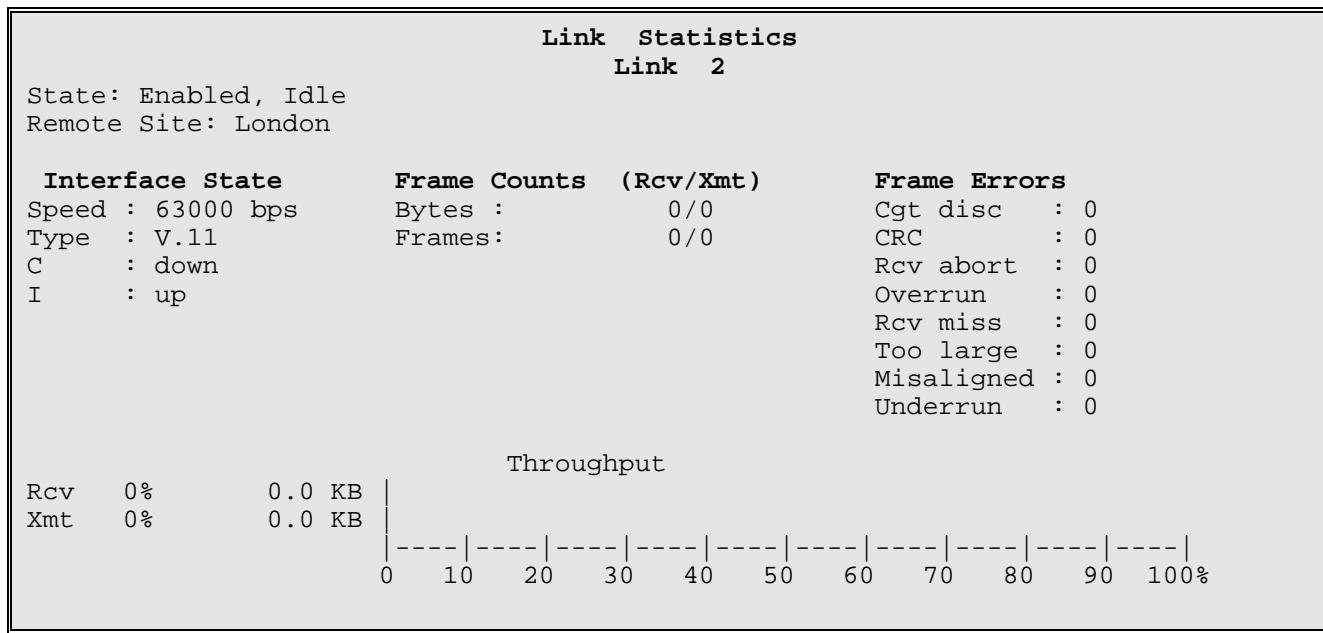 Link Statistics
Link 2
State: Enabled, Idle
Remote Site: London
Interface State Frame Counts (Rcv/Xmt) Frame Errors
Speed : 63000 bps Bytes : 0/0 Cgt disc : 0
Type : V.11 Frames: 0/0 CRC : 0
C : down Rcv abort : 0
I : up Overrun : 0
Rcv miss : 0
Too large : 0
Misaligned : 0
Underrun : 0
Throughput
Rcv 0% 0.0 KB |
Xmt 0% 0.0 KB |
|----|----|----|----|----|----|----|----|----|----|
0 10 20 30 40 50 60 70 80 90 100%